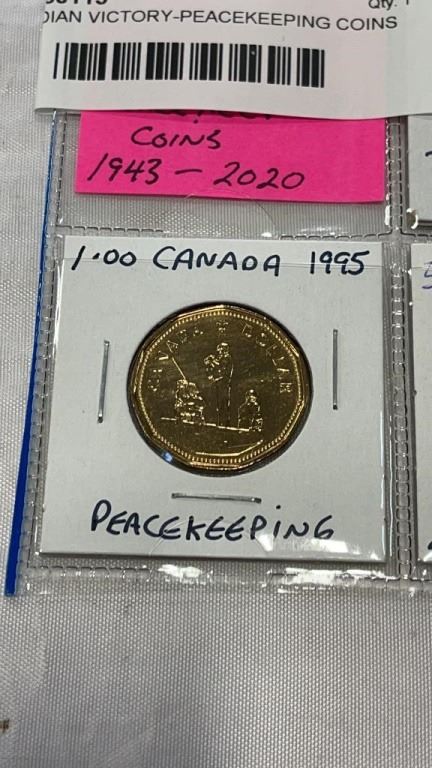 Qty: 1
DIAN VICTORY-PEACEKEEPING COINS
COINS
1943 - 2020
1.00 CANADA 1995
CANADA DOLLAR
PEACEKEEPING